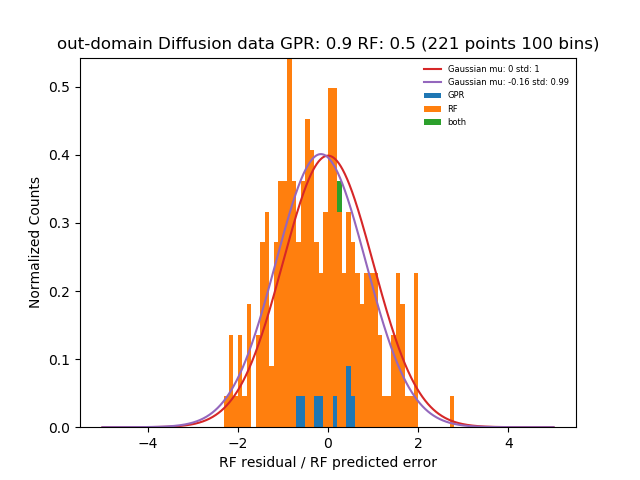 out-domain Diffusion data GPR: 0.9 RF: 0.5 (221 points 100 bins)
Gaussian mu: 0 std: 1
Gaussian mu: -0.16 std: 0.99
GPR
RF
both
Normalized Counts
0.5
0.4
0.3
0.2
0.1
0.0
−4 −2 0 2 4
RF residual / RF predicted error